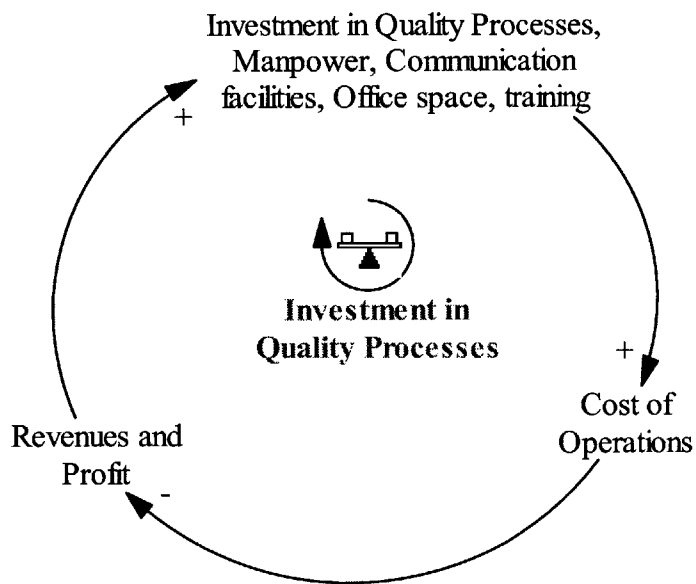 Investment in Quality Processes,
Manpower, Communication
facilities, Office space, training
+
Investment in
Quality Processes
+
Cost of
Operations
Revenues and
Profit
-